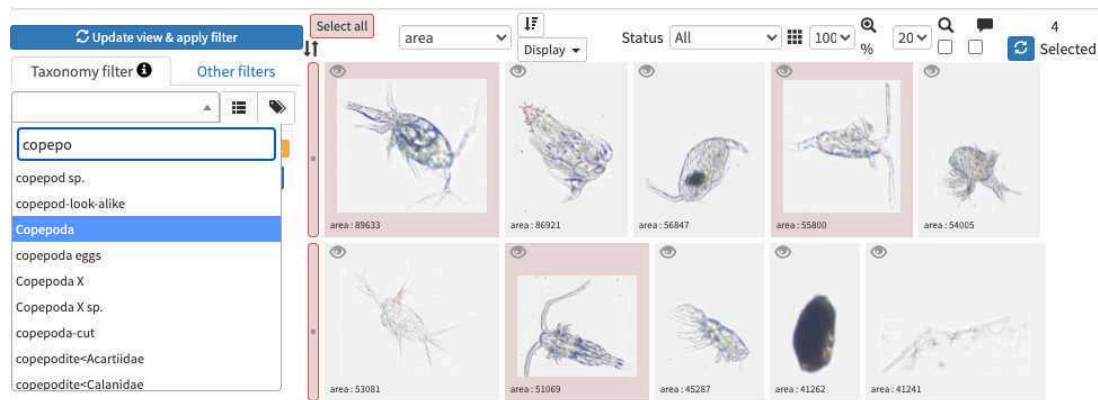 Update view & apply filter
Select all
area
Display
Status All
100
%
20
4
Selected
Taxonomy filter
Other filters
copepo
copepod sp.
copepod-look-alike
Copepoda
copepoda eggs
Copepoda X
Copepoda X sp.
copepoda-cut
copepodite<Acartiidae
copepodite<Calanidae
area : 89633
area : 86921
area : 56847
area : 55800
area : 54005
area : 53081
area : 51069
area : 45287
area : 41262
area : 41241